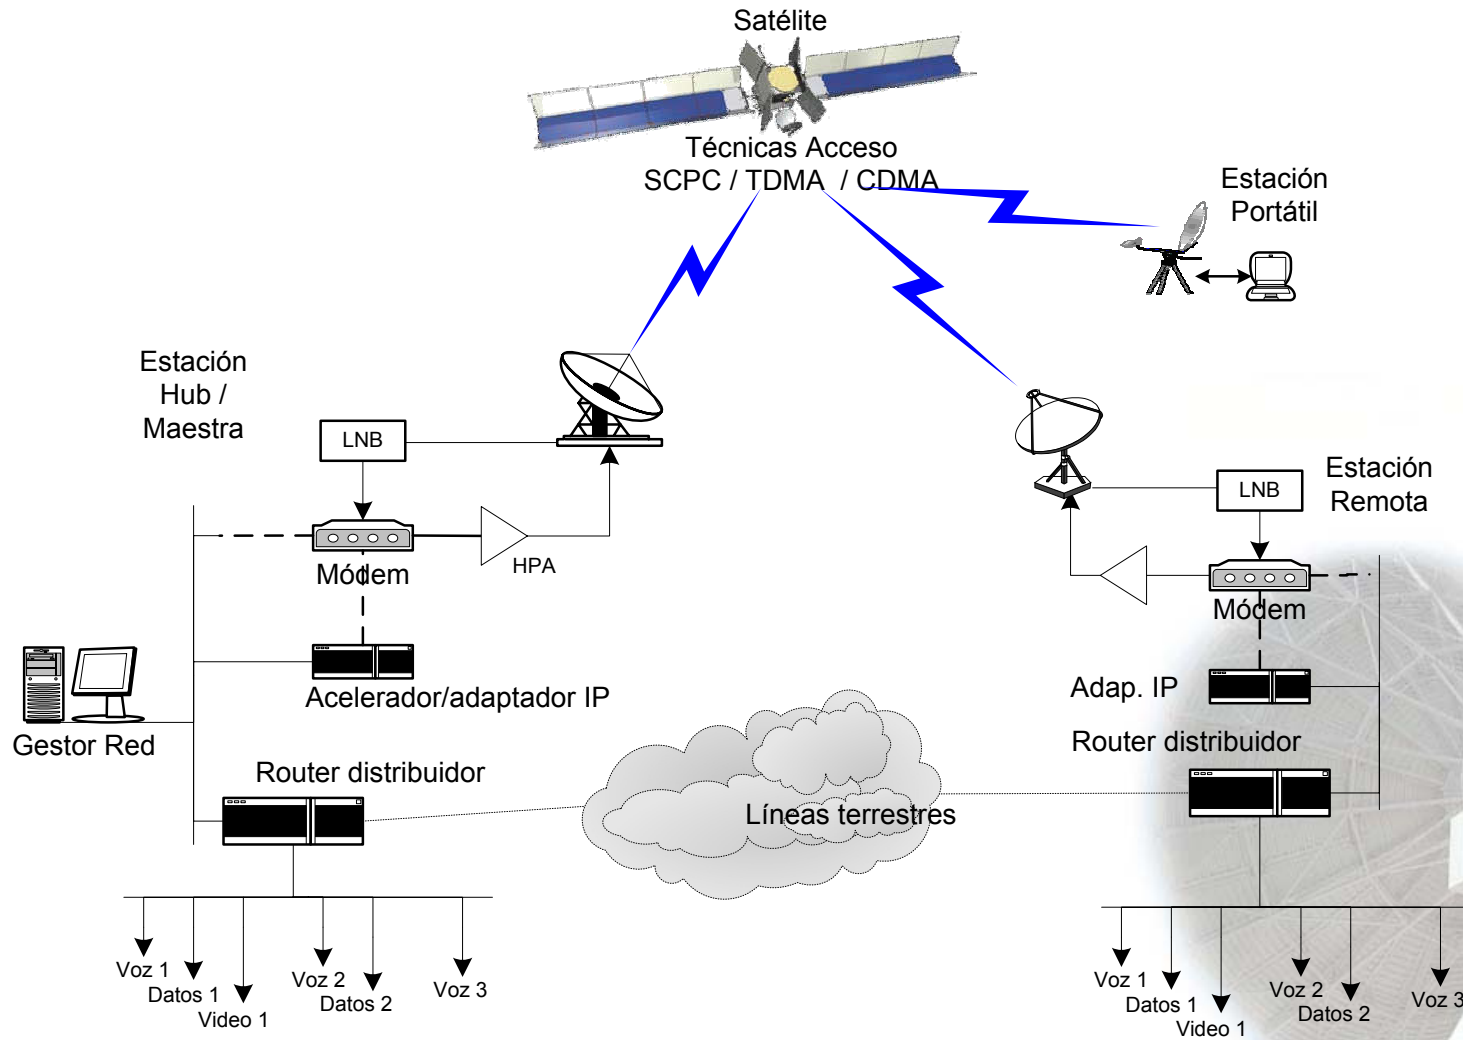 Satélite
Técnicas Acceso
SCPC / TDMA / CDMA
Estación
Portátil
Estación
Hub /
Maestra
LNB
HPA
Módem
Acelerador/adaptador IP
Gestor Red
Router distribuidor
Líneas terrestres
LNB
Estación
Remota
Módem
Adap. IP
Router distribuidor
Voz 1
Datos 1
Video 1
Voz 2
Datos 2
Voz 3
Voz 1
Datos 1
Video 1
Voz 2
Datos 2
Voz 3